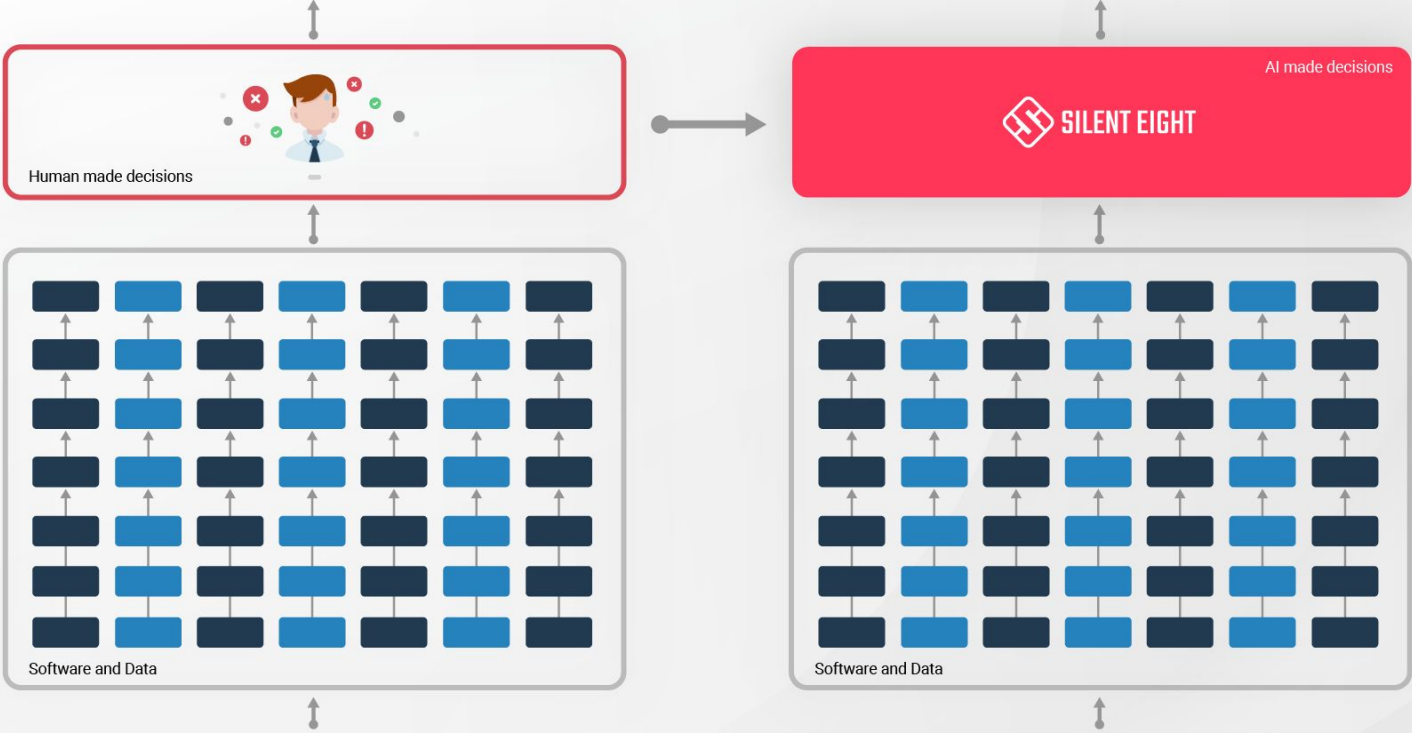 AI made decisions
SILENT EIGHT
Human made decisions
Software and Data
Software and Data